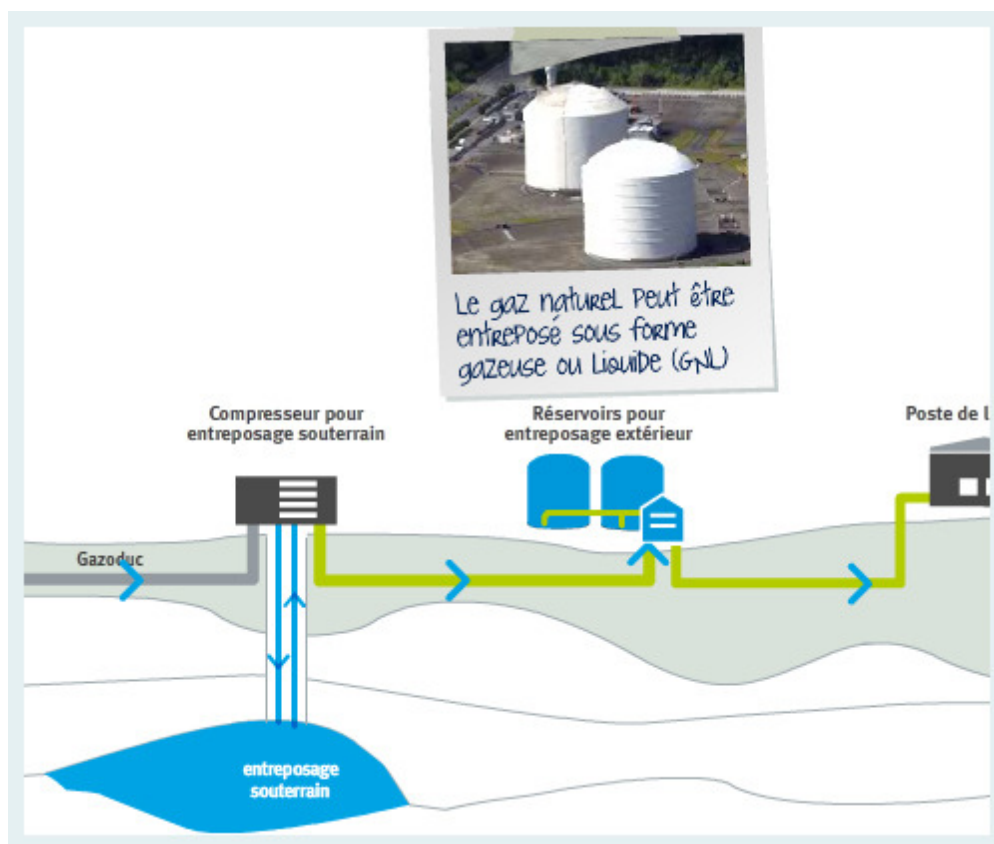 Le gaz naturel peut être
entreposé sous forme
gazeuse ou liquide (GNL)
Compresseur pour
entreposage souterrain
Réservoirs pour
entreposage extérieur
Poste de l
Gazoduc
entreposage
souterrain